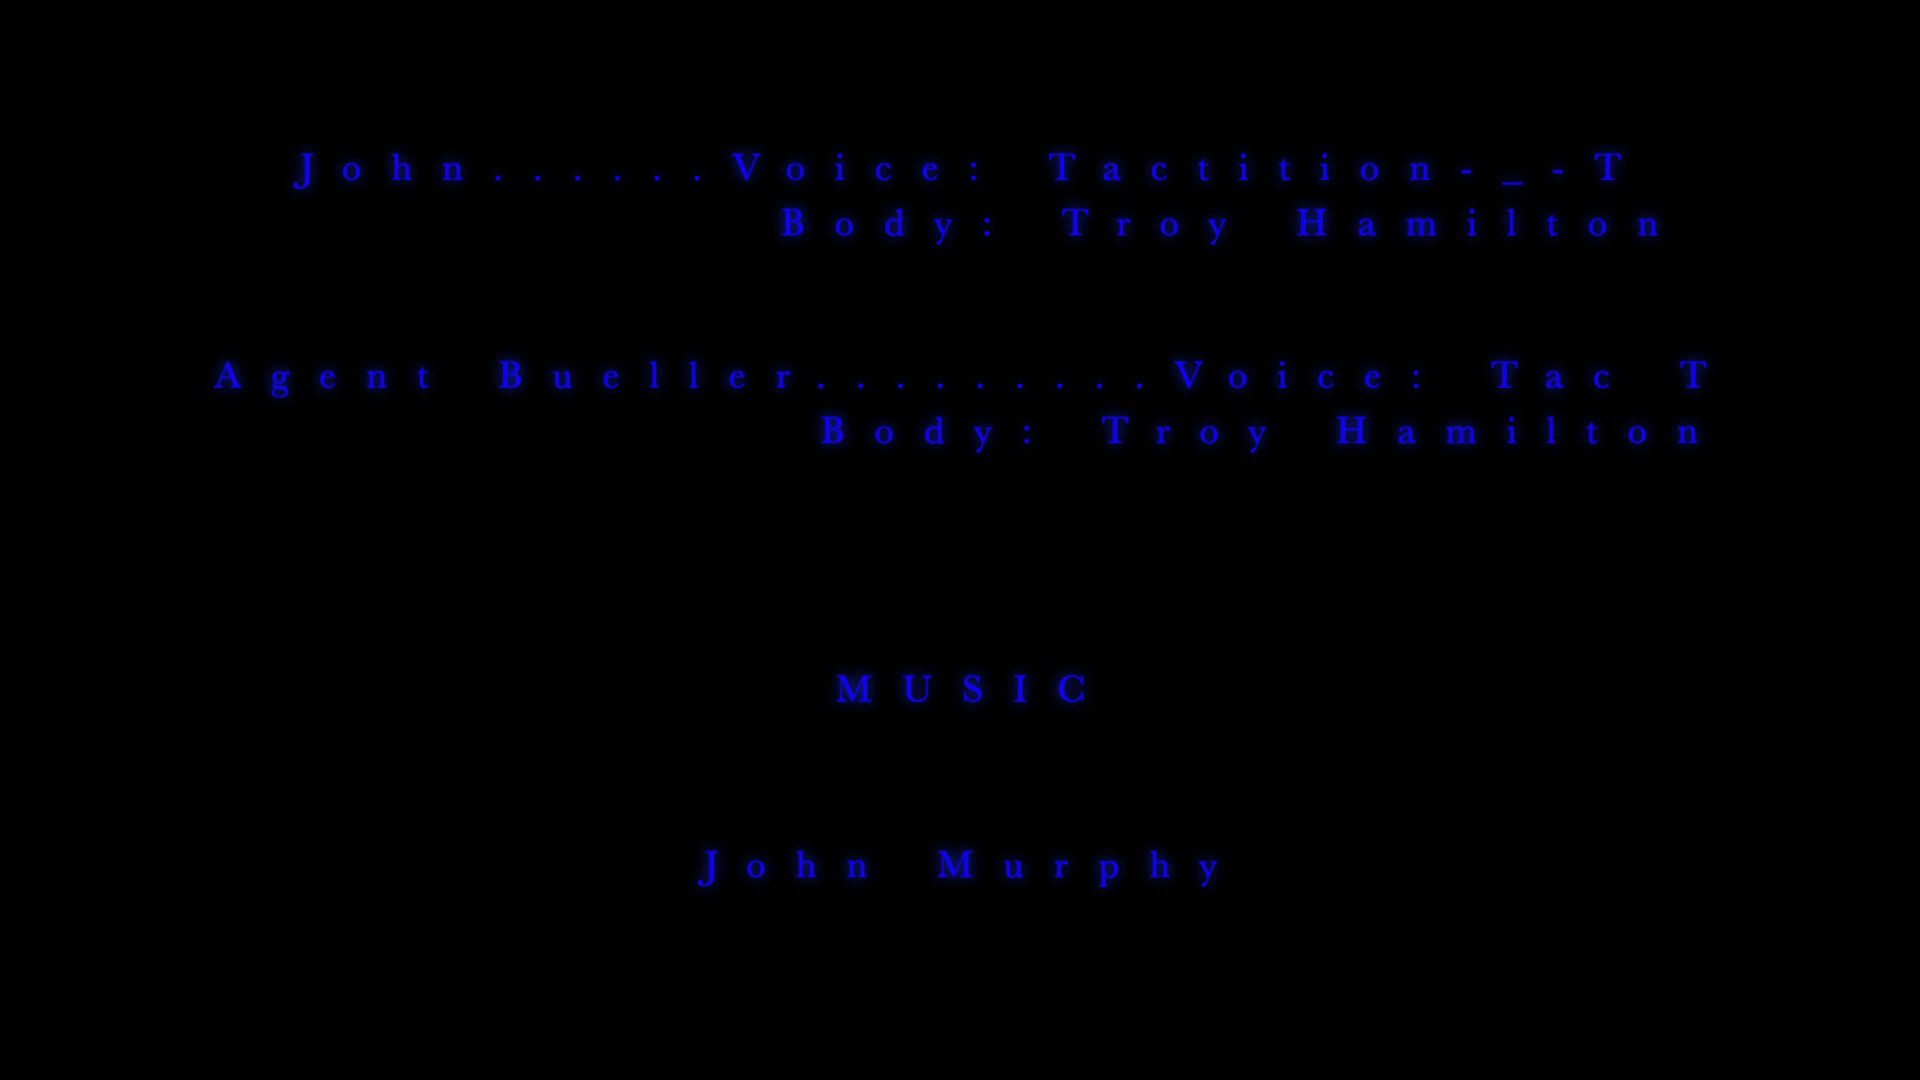 John......Voice: Tactition-_-T
Body: Troy Hamilton
Agent Bueller.........Voice: Tac T
Body: Troy Hamilton
MUSIC
John Murphy